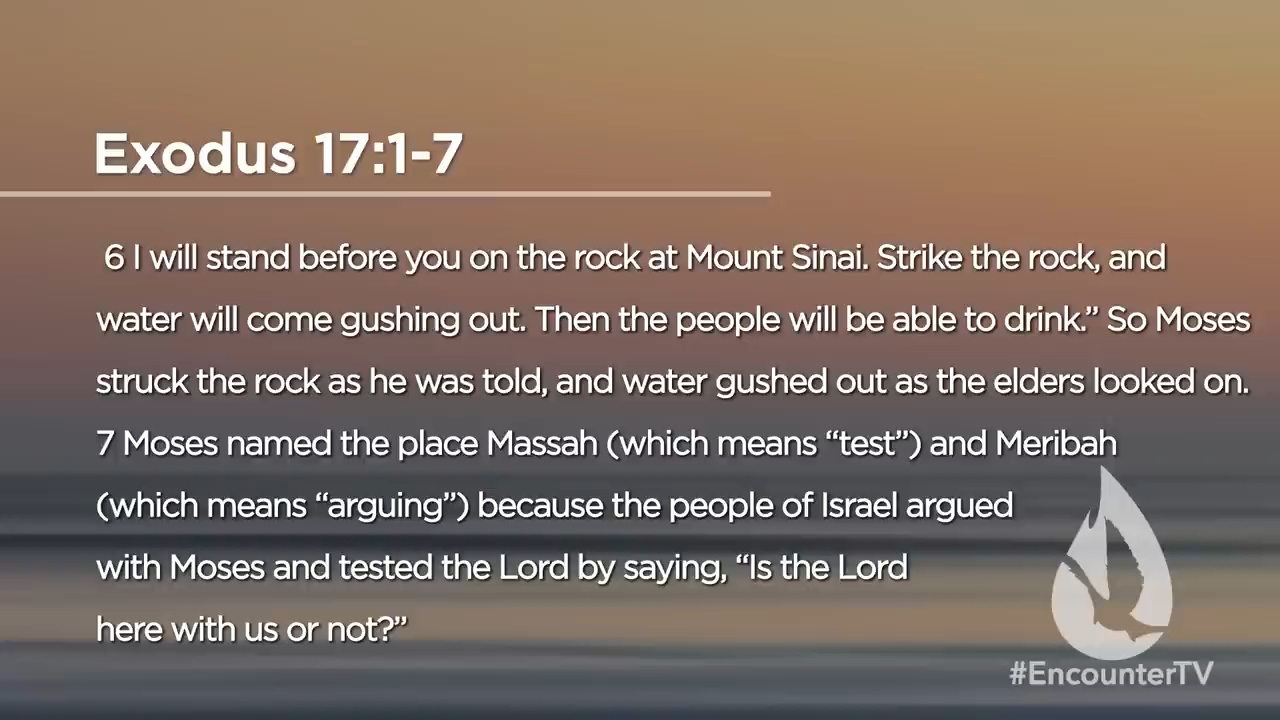 Exodus 17:1-7
6 I will stand before you on the rock at Mount Sinai. Strike the rock, and
water will come gushing out. Then the people will be able to drink.” So Moses
struck the rock as he was told, and water gushed out as the elders looked on.
7 Moses named the place Massah (which means “test”) and Meribah
(which means “arguing”) because the people of Israel argued
with Moses and tested the Lord by saying, “Is the Lord
here with us or not?”
#EncounterTV